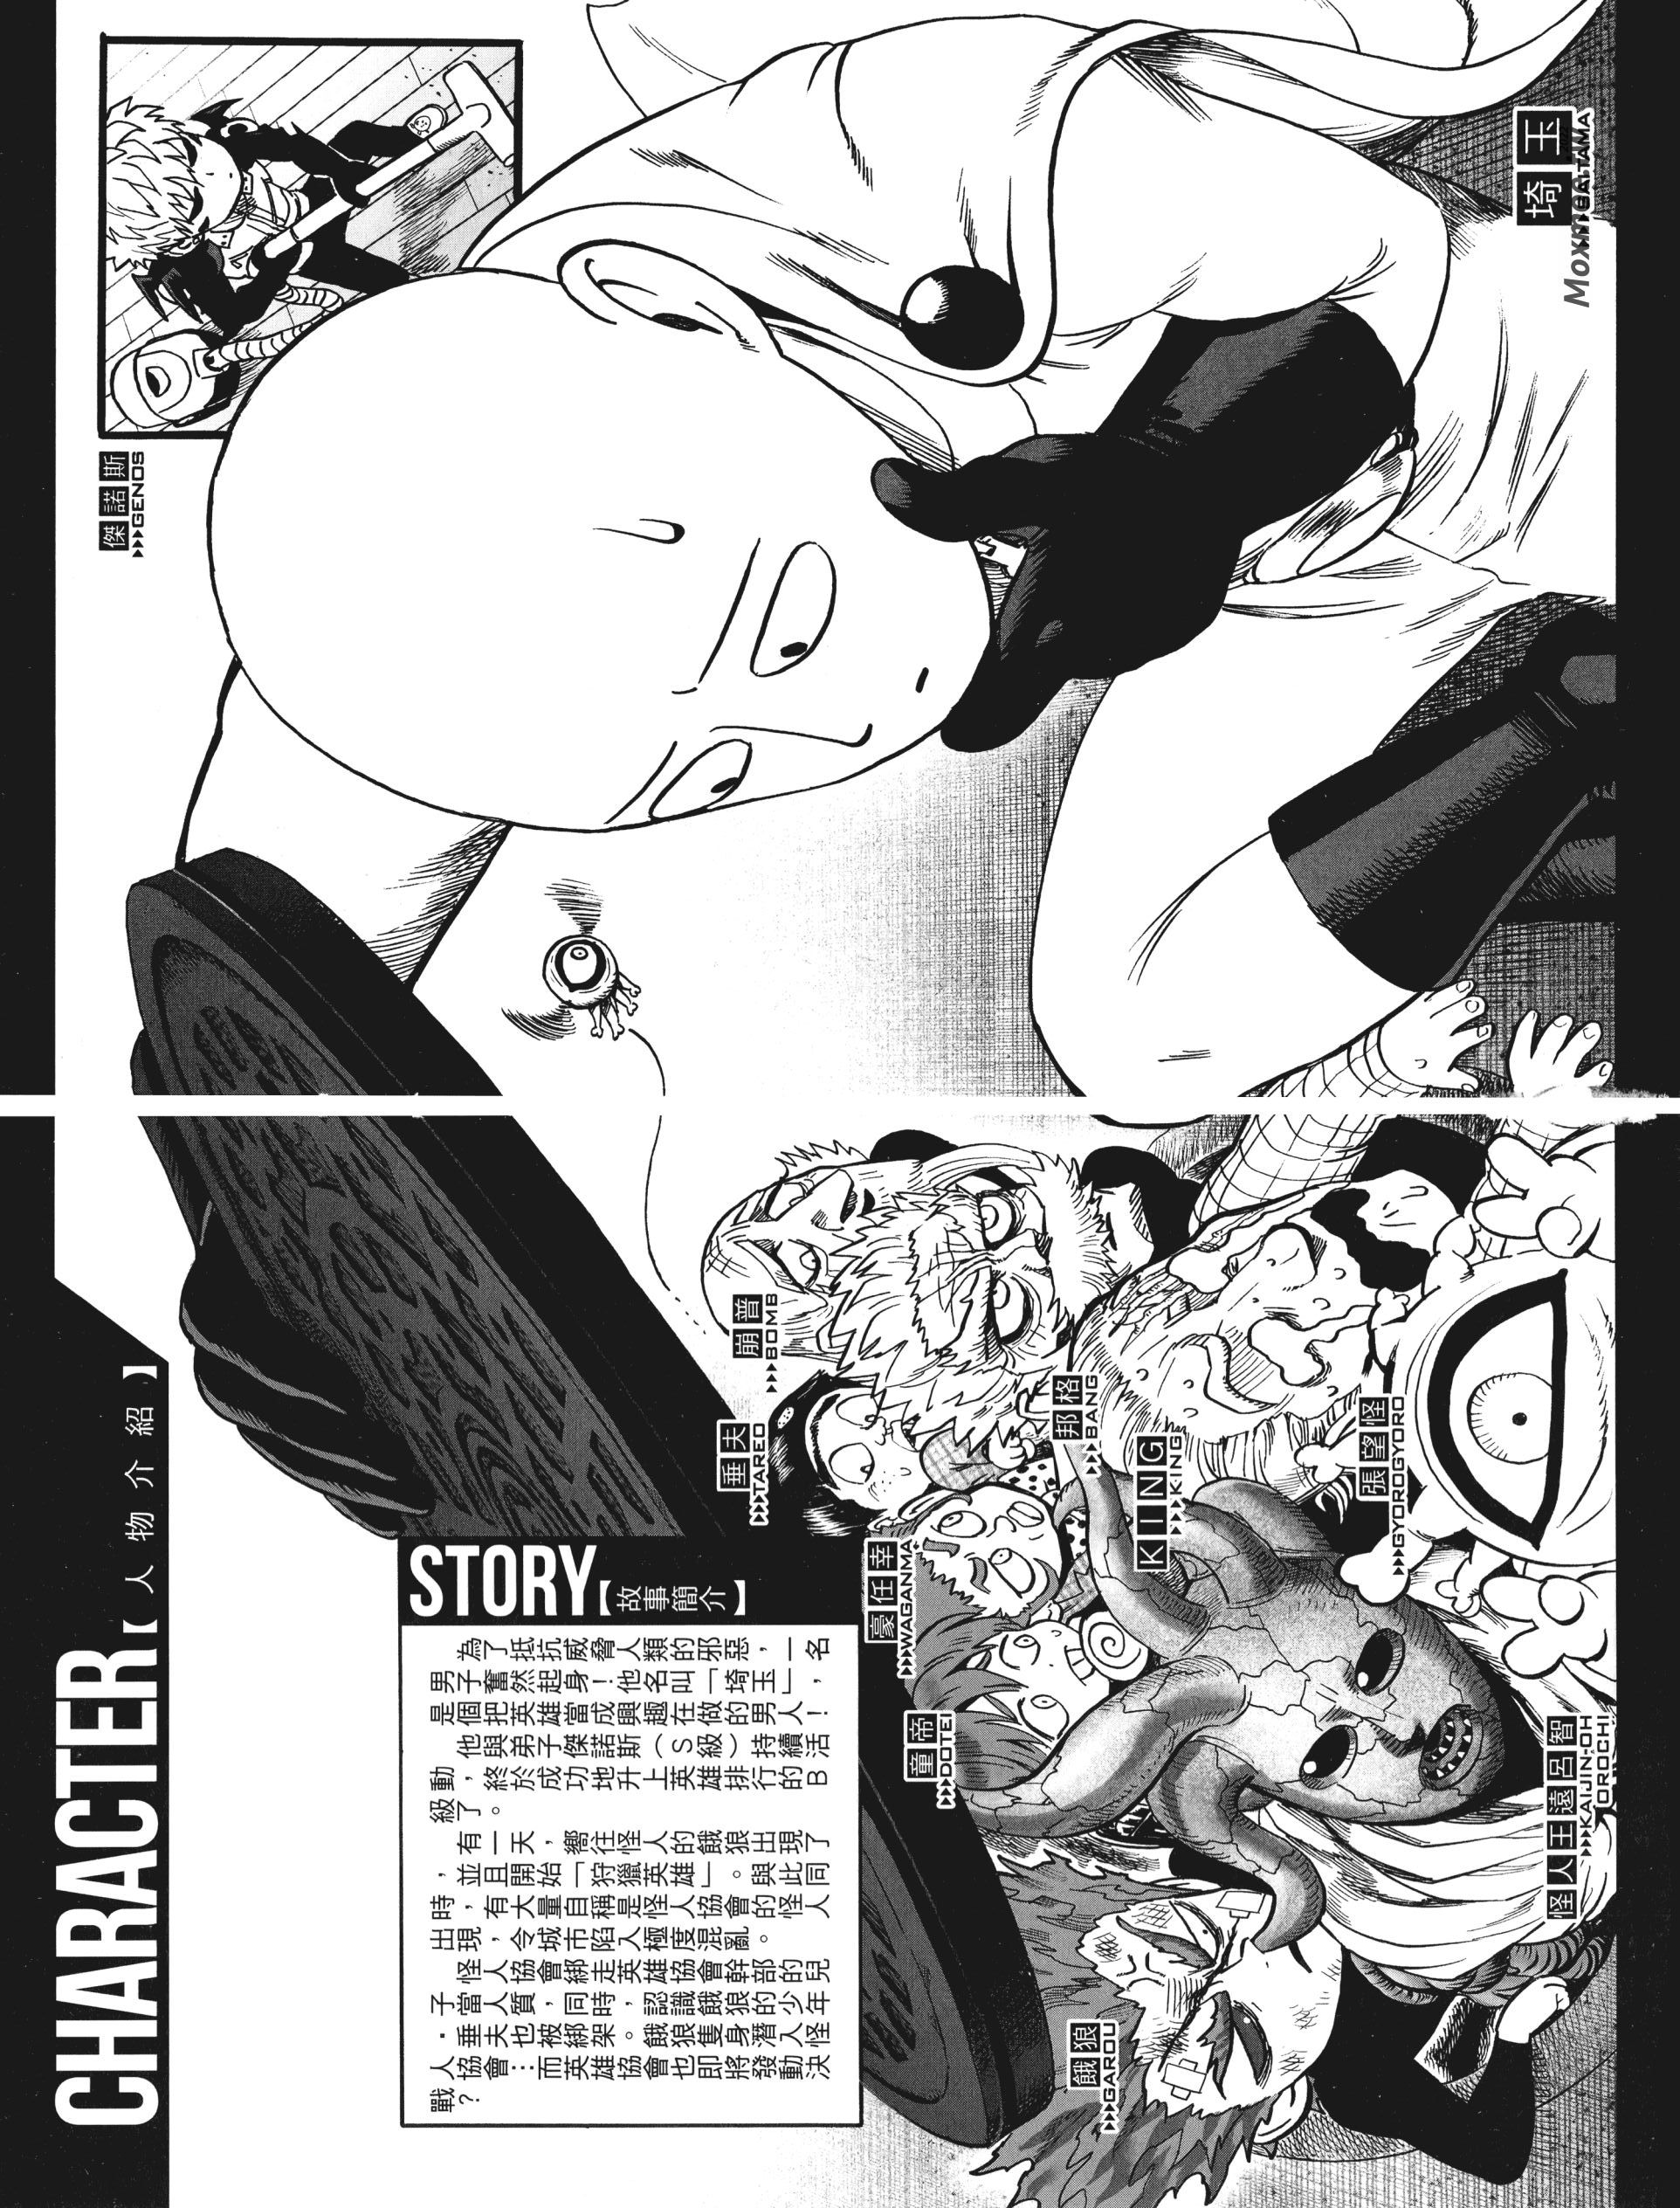 CHARACTER【人物介紹】
埼玉
▶▶▶SAITAMA
Moxn
傑諾斯
▶▶▶GENOS
崩普
▶▶▶BOMB
垂夫
▶▶▶TAREO
邦格
▶▶▶BANG
KING
▶▶▶KING
張望怪
▶▶▶GYOROGYORO
豪任幸
▶▶▶WAGANMA
童帝
▶▶▶DOTEI
怪人王遠呂智
▶▶▶KAIJIN-OH
OROCHI
餓狼
▶▶▶GAROU
STORY【故事簡介】
為了抵抗威脅人類的邪惡，一名
男子奮然起身！他名叫「埼玉」，
是個把英雄當成興趣在做的男人！
他與弟子傑諾斯（S級）持續活
動，終於成功地升上英雄排行的B
級了。
有一天，嚮往怪人的餓狼出現了
，並且開始「狩獵英雄」。與此同
時，有大量自稱是怪人協會的怪人
出現，令城市陷入極度混亂。
怪人協會綁走英雄協會幹部的兒
子當人質，同時，認識餓狼的少年
．垂夫也被綁架。餓狼隻身潛入怪
人協會…而英雄協會也即將發動決
戰？